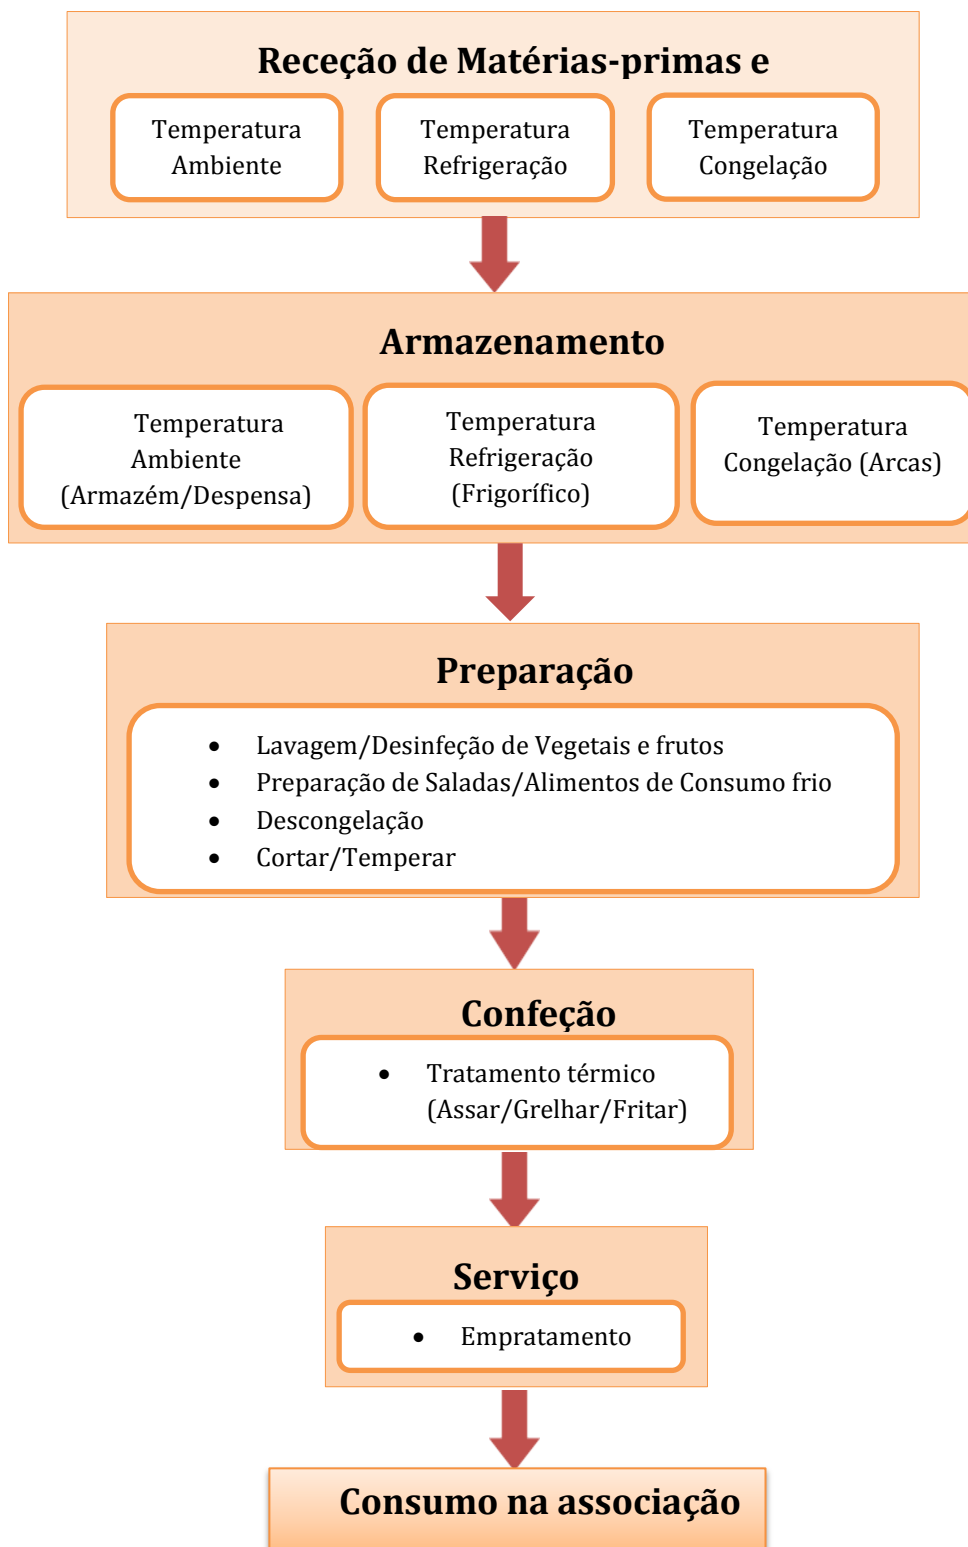 Receção de Matérias-primas e
Temperatura
Ambiente
Temperatura
Refrigeração
Temperatura
Congelação
Armazenamento
Temperatura
Ambiente
(Armazém/Despensa)
Temperatura
Refrigeração
(Frigorífico)
Temperatura
Congelação (Arcas)
Preparação
• Lavagem/Desinfeção de Vegetais e frutos
• Preparação de Saladas/Alimentos de Consumo frio
• Descongelação
• Cortar/Temperar
Confeção
• Tratamento térmico
(Assar/Grelhar/Fritar)
Serviço
• Empratamento
Consumo na associação